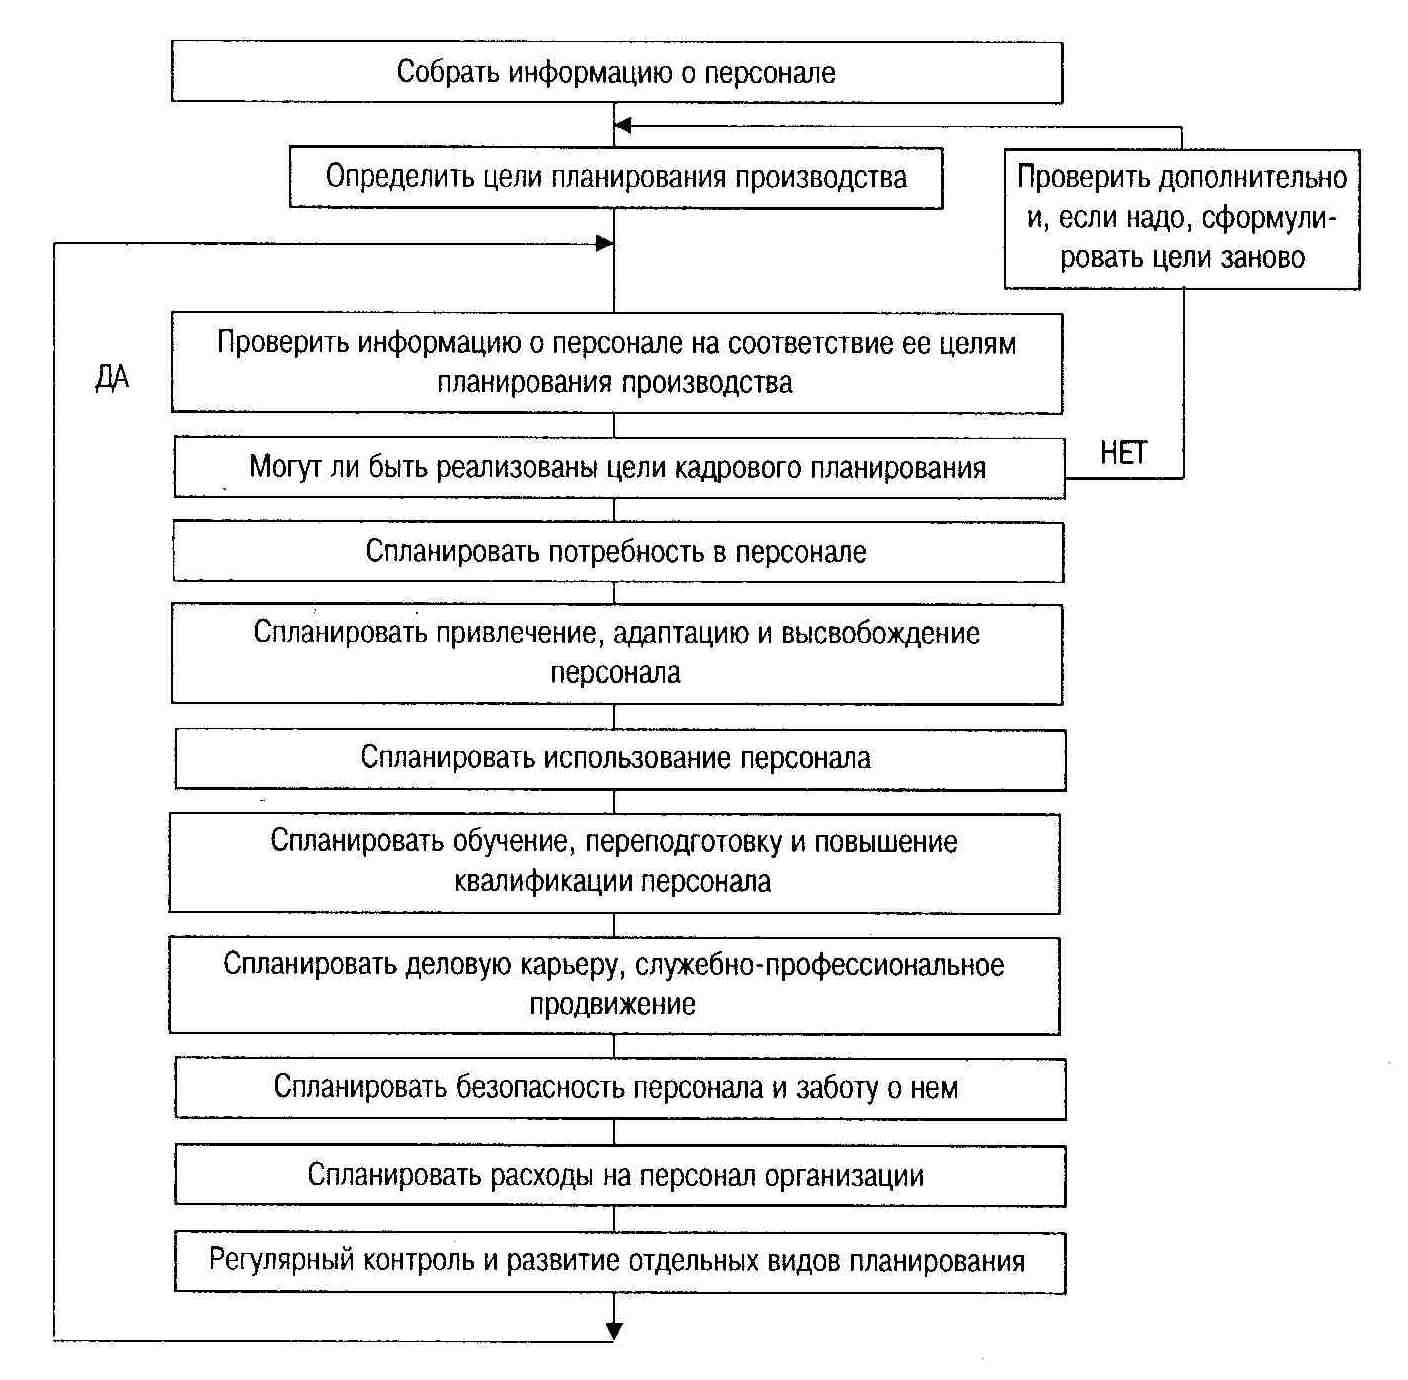 Собрать информацию о персонале
Определить цели планирования производства
Проверить дополнительно
и, если надо, сформули-
ровать цели заново
Проверить информацию о персонале на соответствие ее целям
планирования производства
ДА
Могут ли быть реализованы цели кадрового планирования
НЕТ
Спланировать потребность в персонале
Спланировать привлечение, адаптацию и высвобождение
персонала
Спланировать использование персонала
Спланировать обучение, переподготовку и повышение
квалификации персонала
Спланировать деловую карьеру, служебно-профессиональное
продвижение
Спланировать безопасность персонала и заботу о нем
Спланировать расходы на персонал организации
Регулярный контроль и развитие отдельных видов планирования